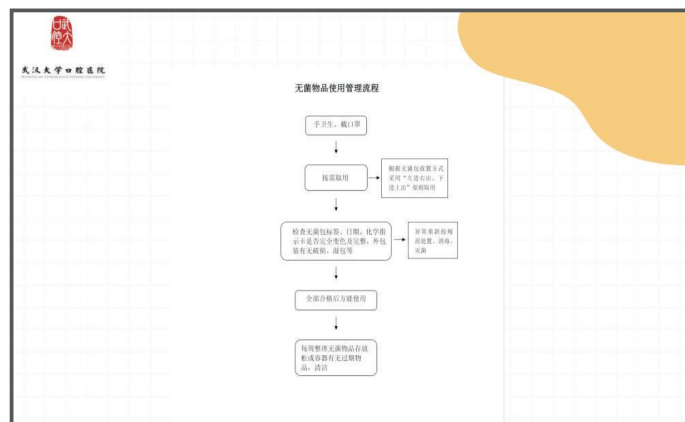 武大口腔
武汉大学口腔医院
无菌物品使用管理流程
手卫生、戴口罩
按需取用
根据无菌包放置方式
采用“左进右出、下
进上出”原则取用
检查无菌包标签、日期、化学指
示卡是否完全变色及完整，外包
装有无破损、湿包等
异常重新按规
范处置、消毒、
灭菌
全部合格后方能使用
每周整理无菌物品存放
柜或容器有无过期物
品，清洁